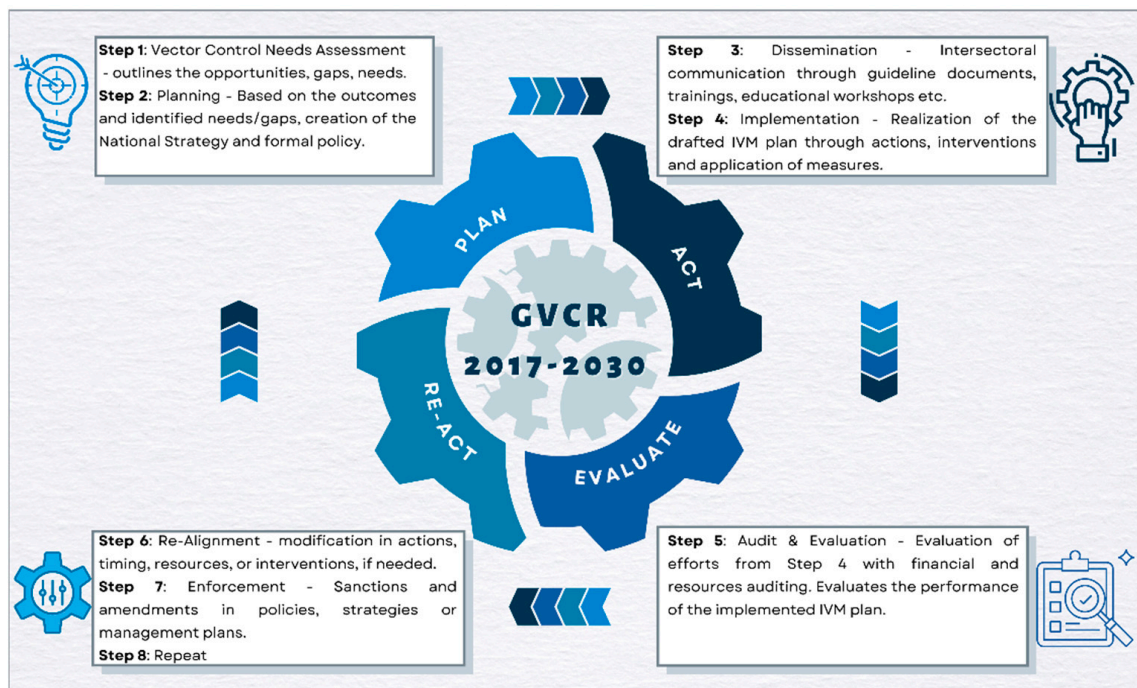 Step 1: Vector Control Needs Assessment
- outlines the opportunities, gaps, needs.
Step 2: Planning - Based on the outcomes
and identified needs/gaps, creation of the
National Strategy and formal policy.
Step 3: Dissemination - Intersectoral
communication through guideline documents,
trainings, educational workshops etc.
Step 4: Implementation - Realization of the
drafted IVM plan through actions, interventions
and application of measures.
PLAN
ACT
GVCR
2017-2030
RE-ACT
EVALUATE
Step 6: Re-Alignment - modification in actions,
timing, resources, or interventions, if needed.
Step 7: Enforcement - Sanctions and
amendments in policies, strategies or
management plans.
Step 8: Repeat
Step 5: Audit & Evaluation - Evaluation of
efforts from Step 4 with financial and
resources auditing. Evaluates the performance
of the implemented IVM plan.